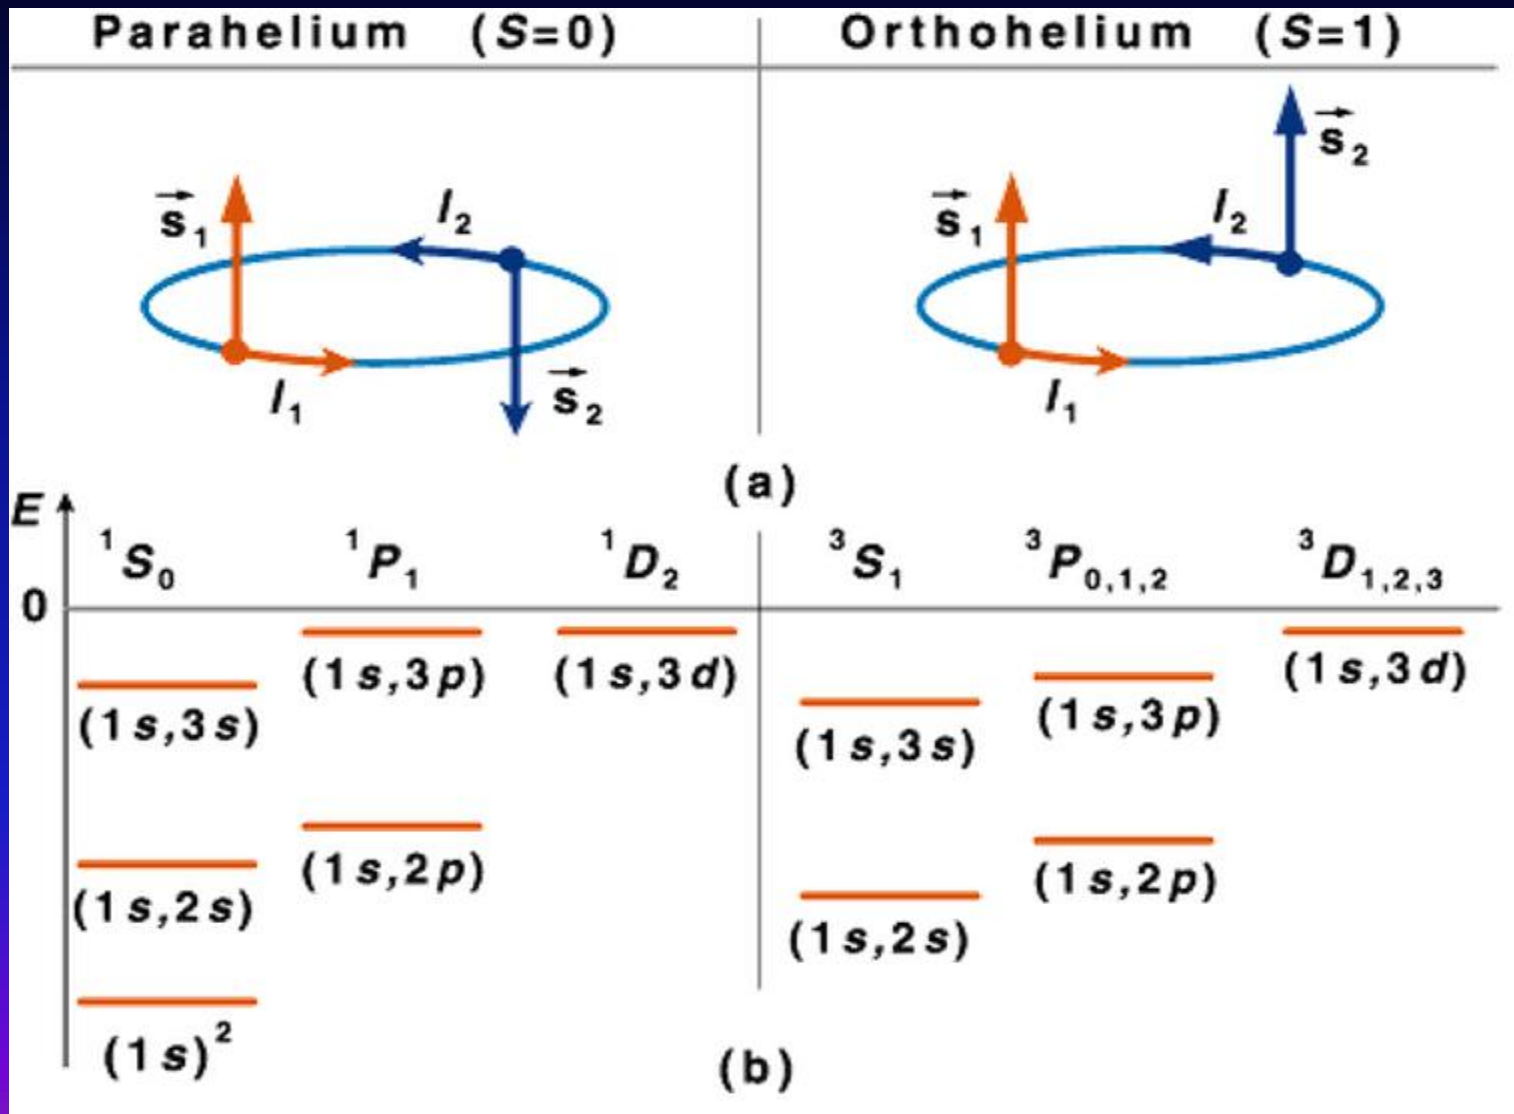 Parahelium (S=0)
Orthohelium (S=1)
s⃗₁
l₂
l₁
s⃗₂
s⃗₁
l₂
s⃗₂
l₁
(a)
E
0
¹S₀
¹P₁
¹D₂
³S₁
³P₀,₁,₂
³D₁,₂,₃
(1s,3s)
(1s,3p)
(1s,3d)
(1s,2s)
(1s,2p)
(1s)²
(1s,3s)
(1s,3p)
(1s,3d)
(1s,2s)
(1s,2p)
(b)